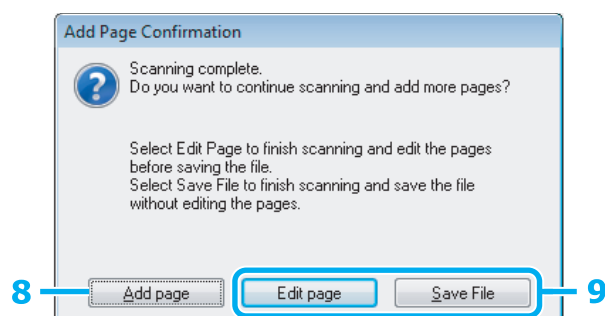 Add Page Confirmation
Scanning complete.
Do you want to continue scanning and add more pages?
Select Edit Page to finish scanning and edit the pages
before saving the file.
Select Save File to finish scanning and save the file
without editing the pages.
8 Add page Edit page Save File 9